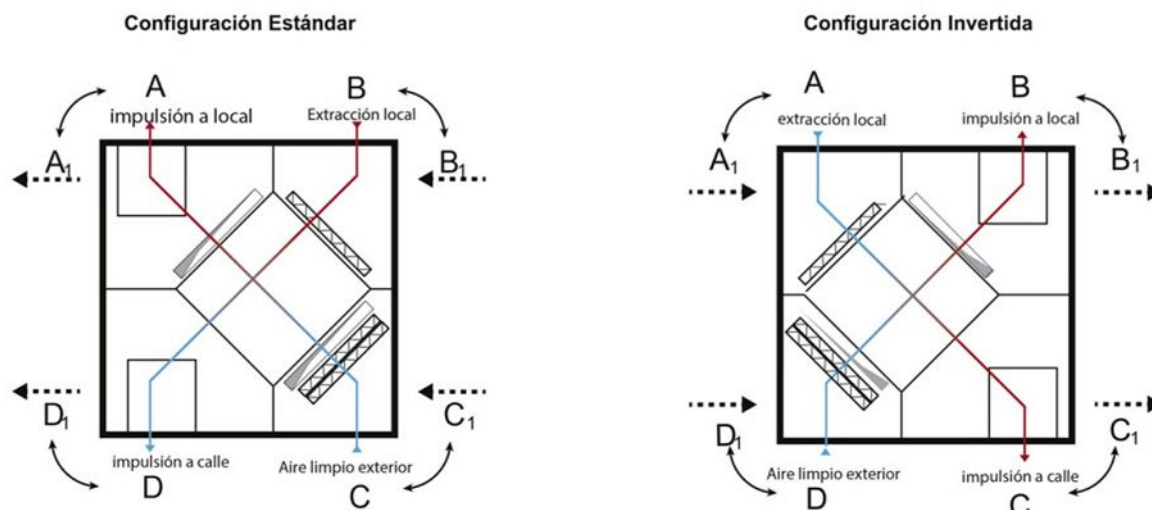 Configuración Estándar
A
B
impulsión a local
Extracción local
A1
B1
D1
C1
impulsión a calle
Aire limpio exterior
D
C
Configuración Invertida
A
B
extracción local
impulsión a local
A1
B1
D1
C1
Aire limpio exterior
impulsión a calle
D
C